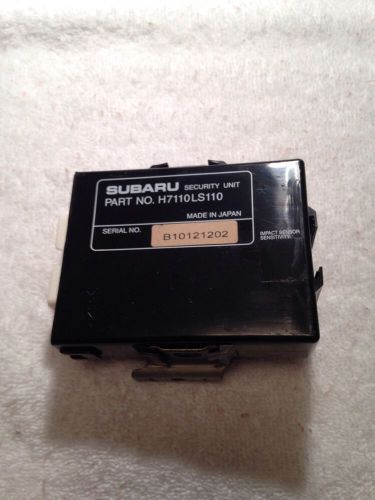 SUBARU SECURITY UNIT
PART NO. H7110LS110
MADE IN JAPAN
SERIAL NO. B10121202
IMPACT SENSOR
SENSITIVITY